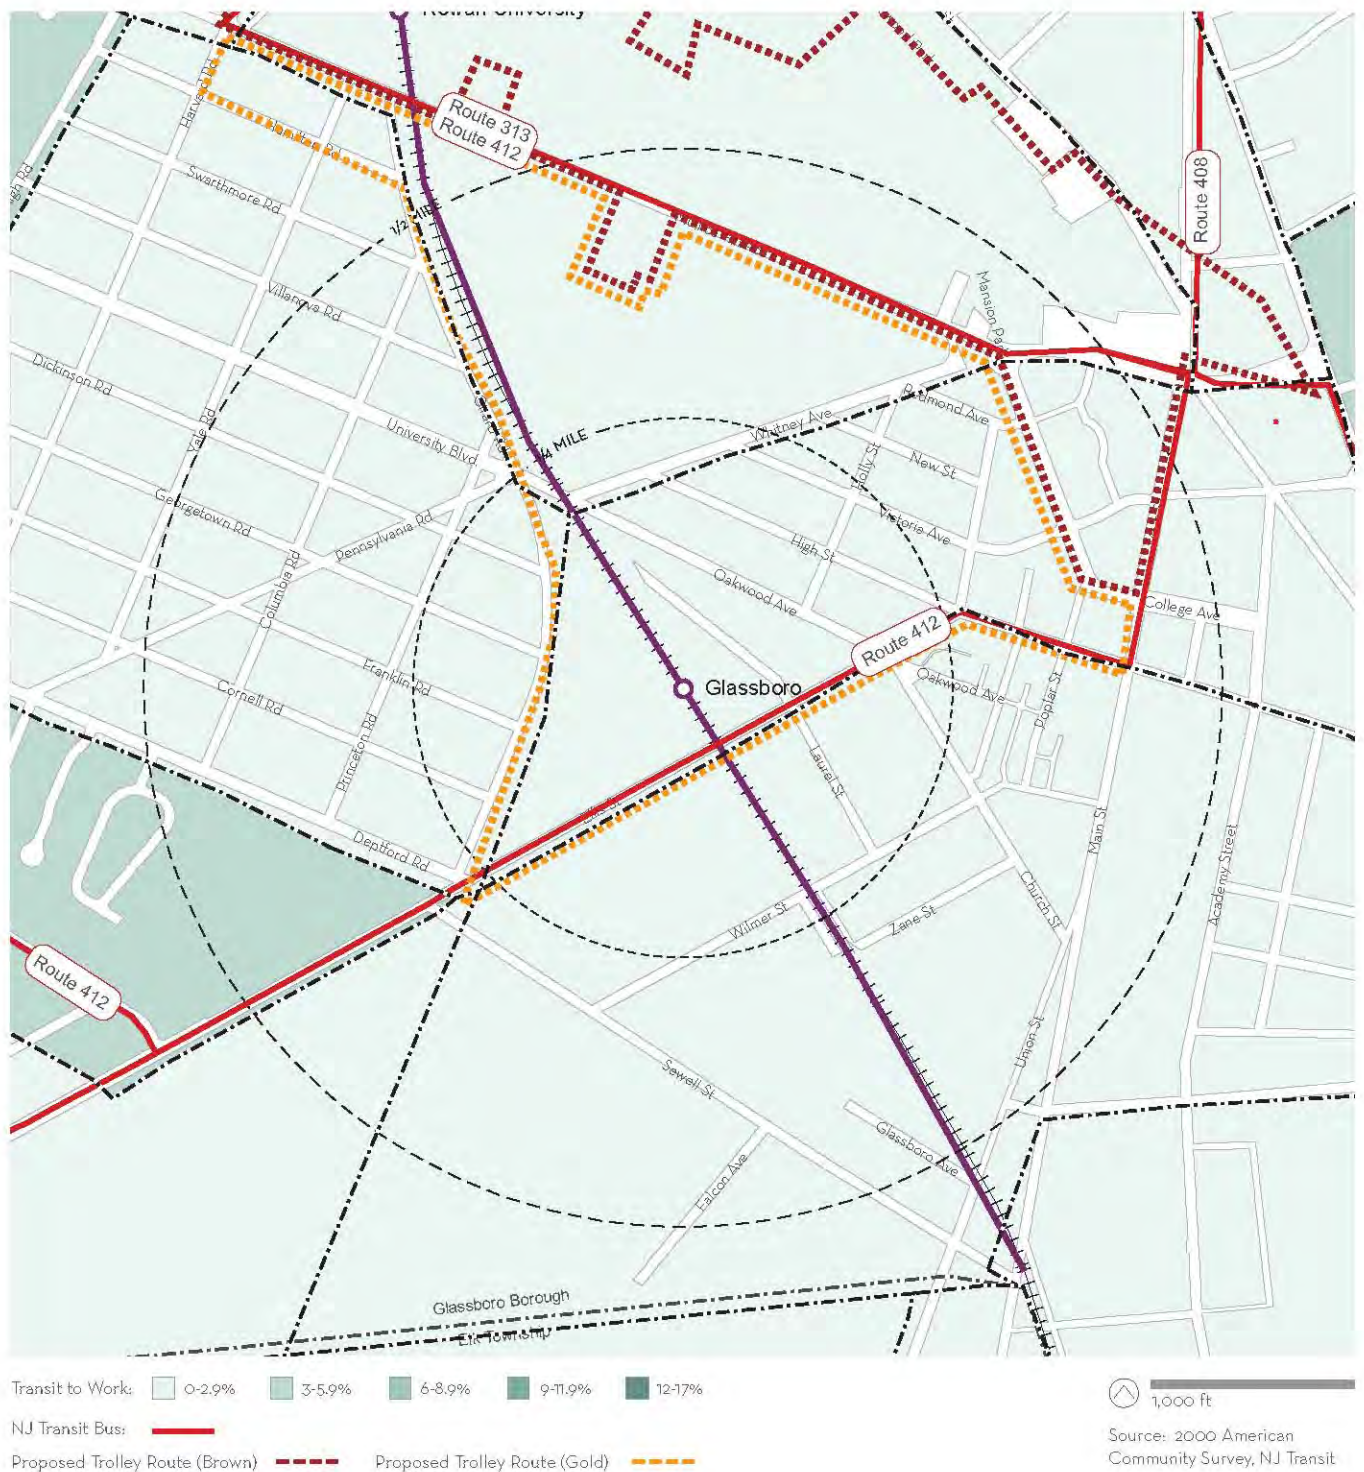 Rowan University
Harvard Rd
Route 313
Route 412
Swarthmore Rd
1/2 MILE
Route 408
Villanova Rd
Mansion Park
Dickinson Rd
Yale Rd
University Blvd
1/4 MILE
Whitney Ave
Redmond Ave
Holly St
New St
Georgetown Rd
Pennsylvania Rd
Victoria Ave
High St
Columbia Rd
Oakwood Ave
College Ave
Route 412
Franklin Rd
Cornell Rd
Glassboro
Oakwood Ave
Poplar St
Princeton Rd
Laurel St
Ellis St
Main St
Deptford Rd
Academy Street
Church St
Wilmer St
Zane St
Route 412
Union St
Sewell St
Glassboro Ave
Falcon Ave
Glassboro Borough
Elk Township
Transit to Work: 0-2.9% 3-5.9% 6-8.9% 9-11.9% 12-17%
1,000 ft
NJ Transit Bus:
Source: 2000 American
Community Survey, NJ Transit
Proposed Trolley Route (Brown) Proposed Trolley Route (Gold)